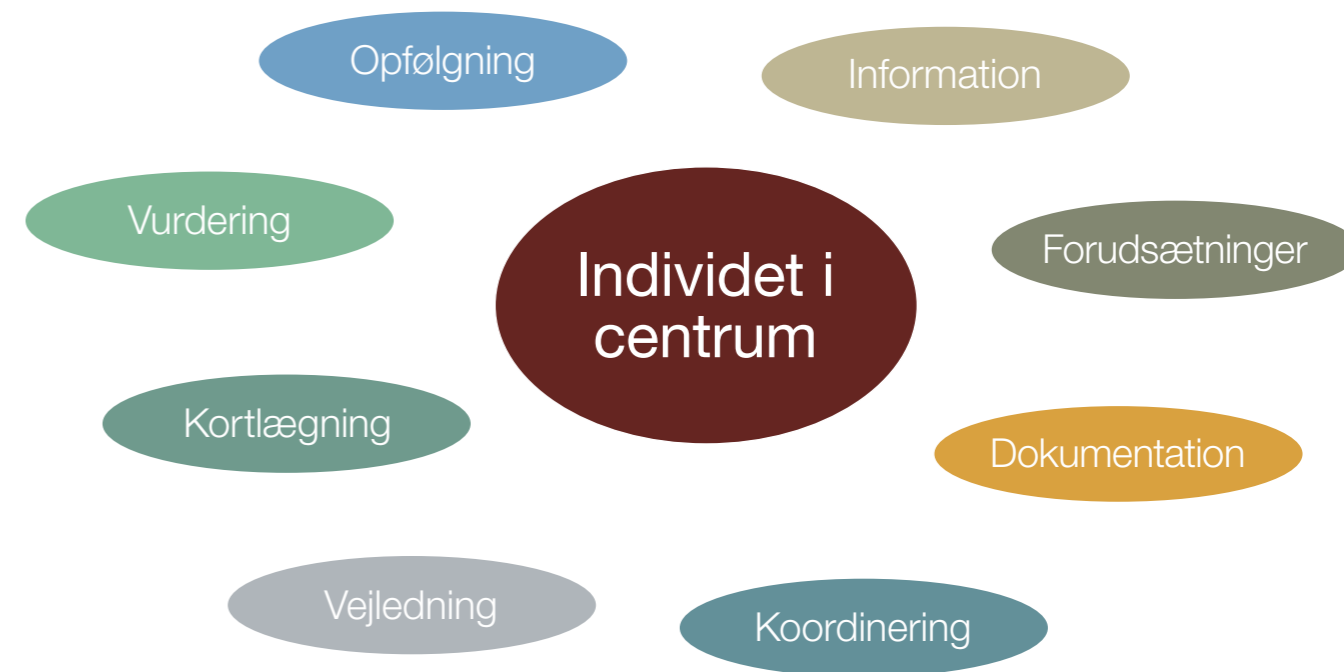 Opfølgning
Information
Vurdering
Individet i
centrum
Forudsætninger
Kortlægning
Dokumentation
Vejledning
Koordinering